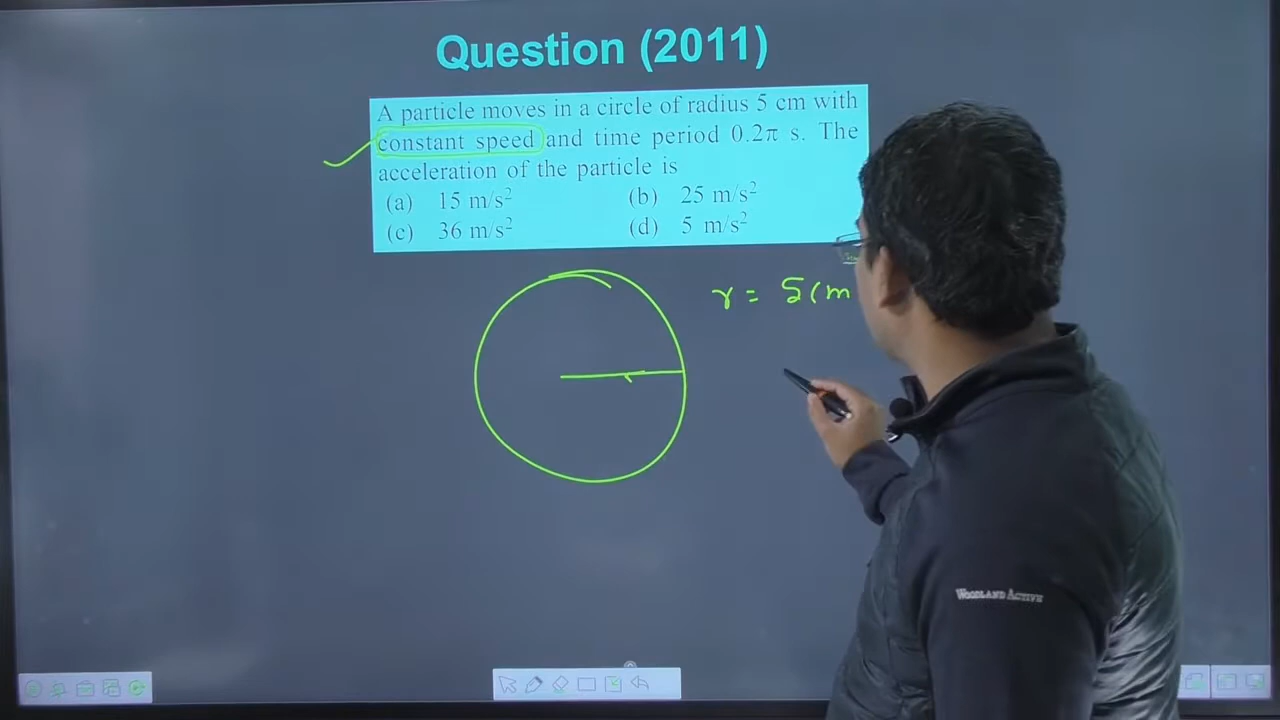 Question (2011)
A particle moves in a circle of radius 5 cm with
constant speed and time period 0.2π s. The
acceleration of the particle is
(a) 15 m/s² (b) 25 m/s²
(c) 36 m/s² (d) 5 m/s²
r = 5cm
WOODLAND ACTIVE